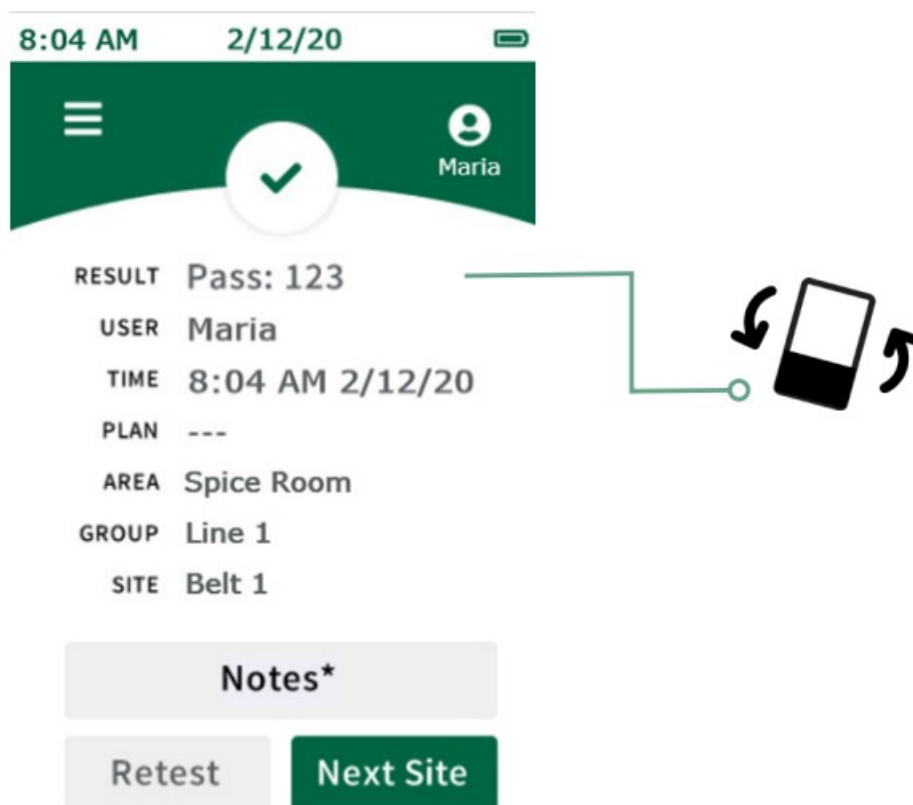 8:04 AM 2/12/20
Maria
RESULT Pass: 123
USER Maria
TIME 8:04 AM 2/12/20
PLAN ---
AREA Spice Room
GROUP Line 1
SITE Belt 1
Notes*
Retest Next Site